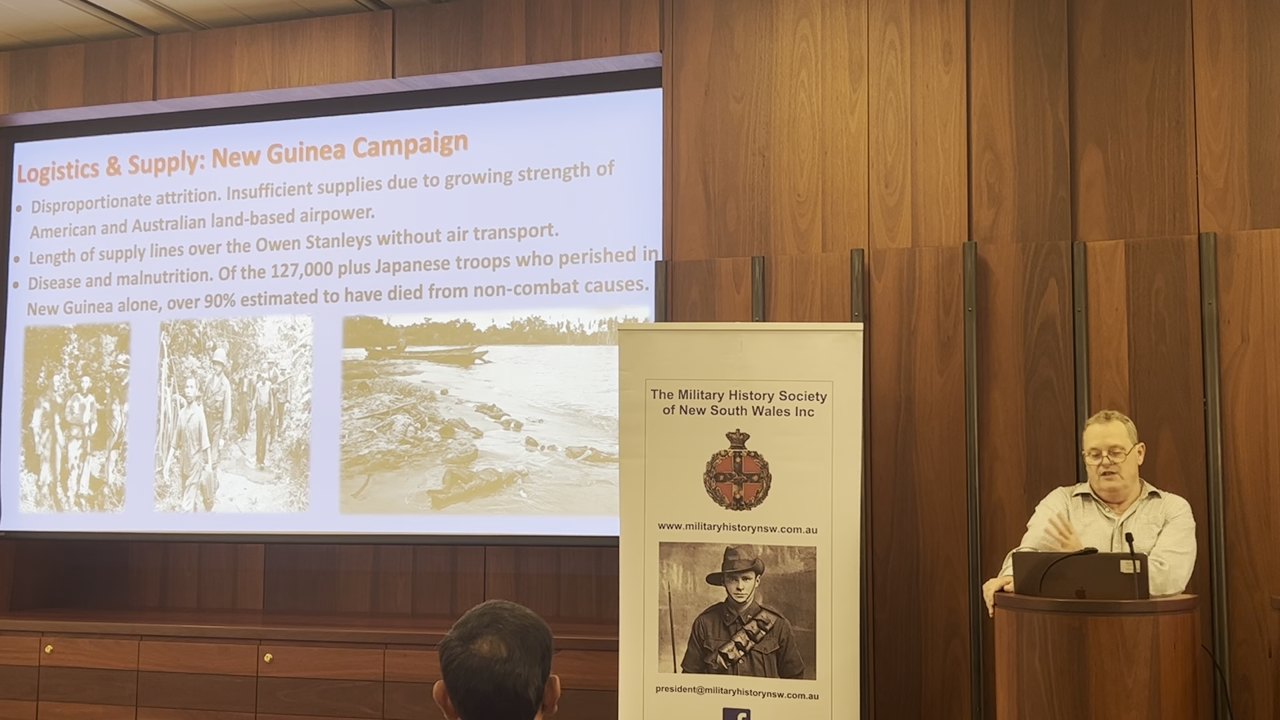 Logistics & Supply: New Guinea Campaign
• Disproportionate attrition. Insufficient supplies due to growing strength of
American and Australian land-based airpower.
• Length of supply lines over the Owen Stanleys without air transport.
• Disease and malnutrition. Of the 127,000 plus Japanese troops who perished in
New Guinea alone, over 90% estimated to have died from non-combat causes.
The Military History Society
of New South Wales Inc
www.militaryhistorynsw.com.au
president@militaryhistorynsw.com.au